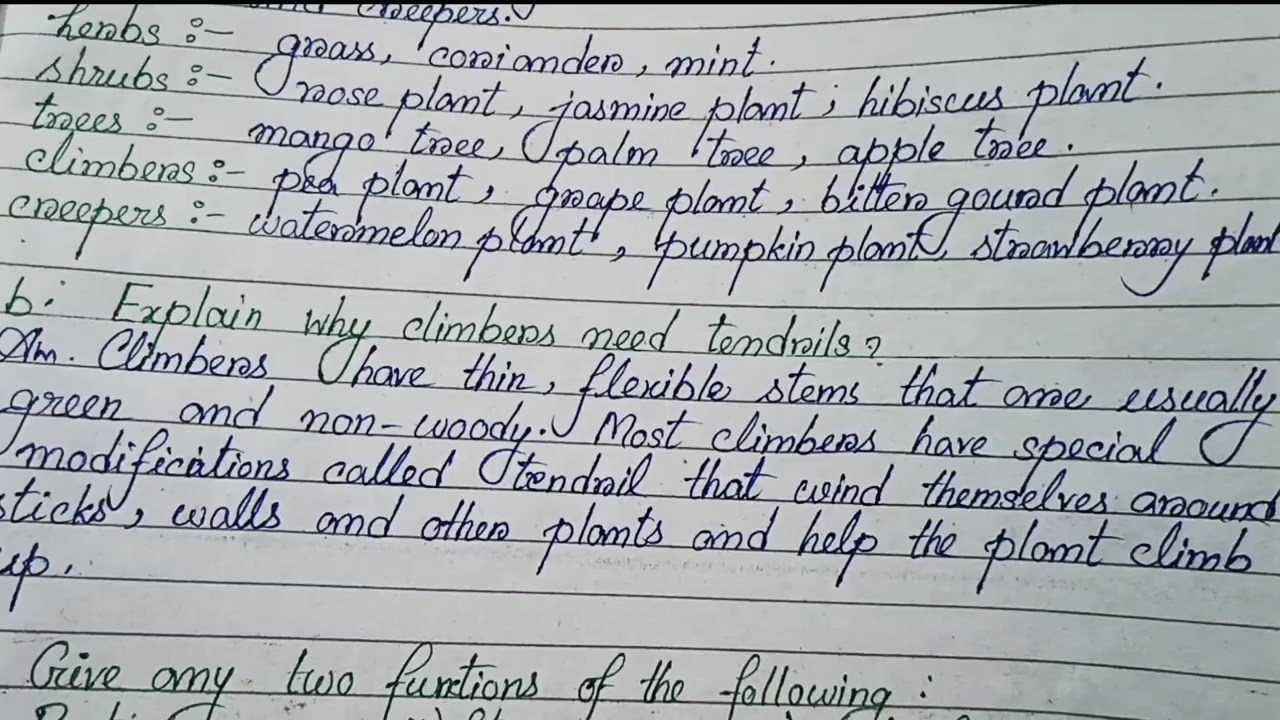 creepers.
herbs :- grass, coriander, mint.
shrubs :- rose plant, jasmine plant, hibiscus plant.
trees :- mango tree, palm tree, apple tree.
climbers :- pea plant, grape plant, bitter gourd plant.
creepers :- watermelon plant, pumpkin plant, strawberry plant
b. Explain why climbers need tendrils?
Ans. Climbers have thin, flexible stems that are usually
green and non-woody. Most climbers have special
modifications called tendril that wind themselves around
sticks, walls and other plants and help the plant climb
up.
Give any two functions of the following :